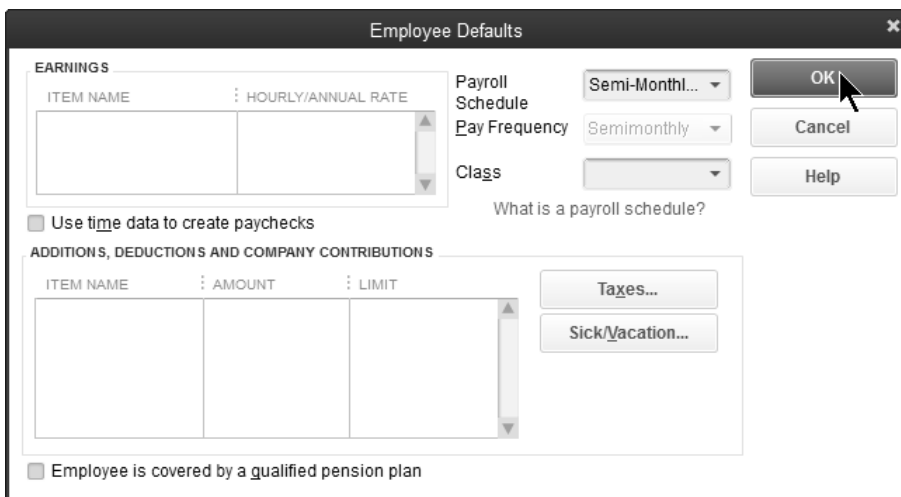 Employee Defaults
EARNINGS
ITEM NAME
HOURLY/ANNUAL RATE
Use time data to create paychecks
Payroll
Schedule
Semi-Monthl...
Pay Frequency
Semimonthly
Class
What is a payroll schedule?
OK
Cancel
Help
ADDITIONS, DEDUCTIONS AND COMPANY CONTRIBUTIONS
ITEM NAME
AMOUNT
LIMIT
Taxes...
Sick/Vacation...
Employee is covered by a qualified pension plan